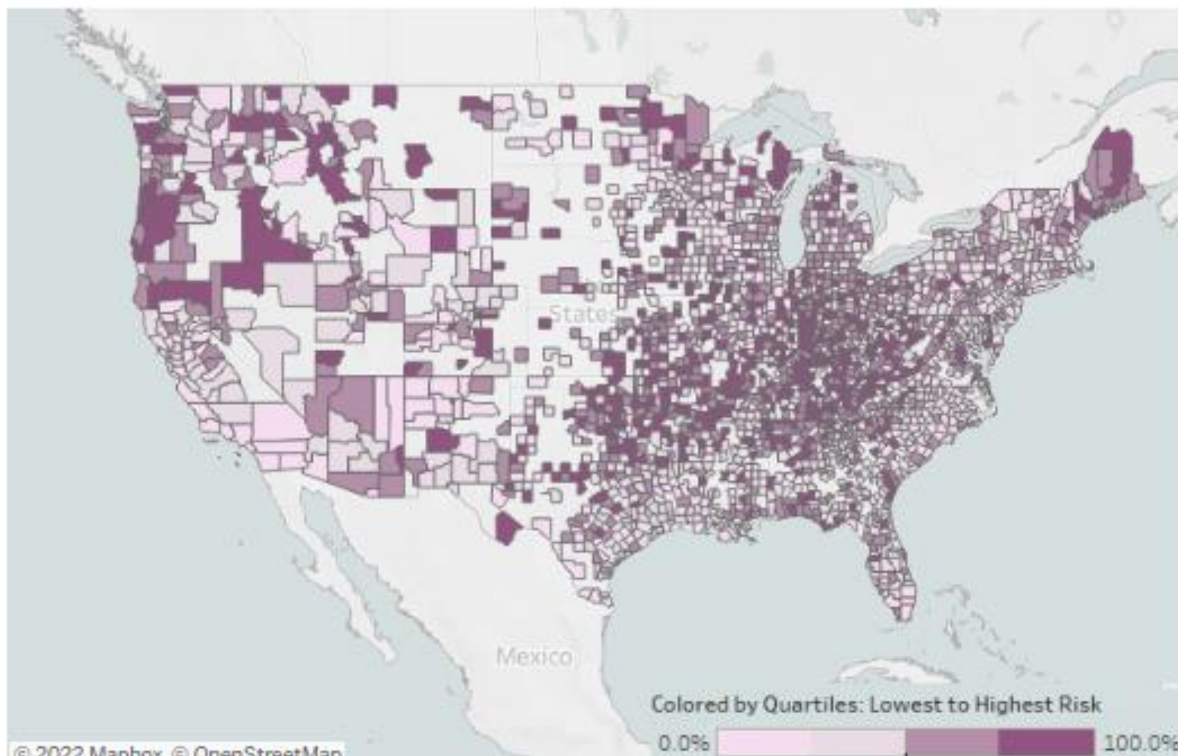 States
Mexico
Colored by Quartiles: Lowest to Highest Risk
0.0% 100.0%
© 2022 Mapbox © OpenStreetMap